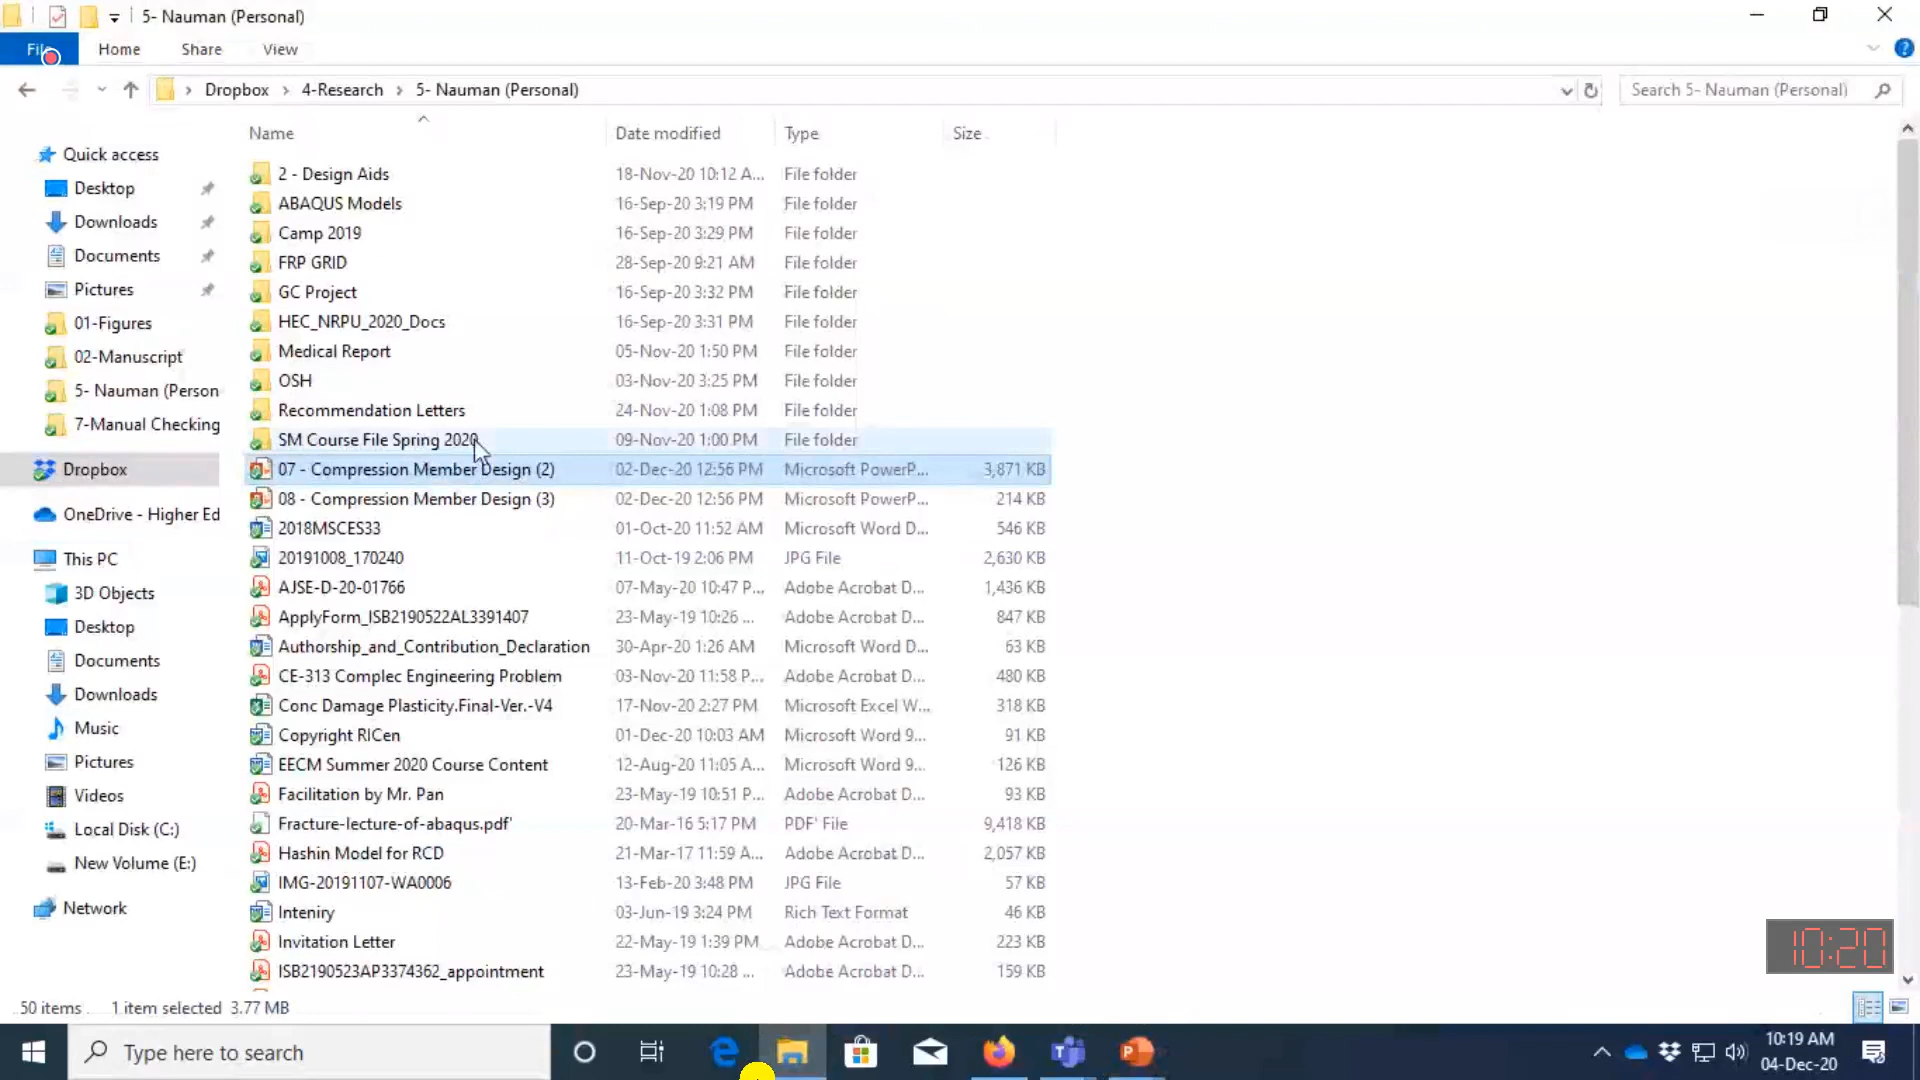 5- Nauman (Personal)
File Home Share View
Dropbox 4-Research 5- Nauman (Personal) Search 5- Nauman (Personal)
Name Date modified Type Size
Quick access
Desktop
Downloads
Documents
Pictures
01-Figures
02-Manuscript
5- Nauman (Person
7-Manual Checking
Dropbox
OneDrive - Higher Ed
This PC
3D Objects
Desktop
Documents
Downloads
Music
Pictures
Videos
Local Disk (C:)
New Volume (E:)
Network
2 - Design Aids 18-Nov-20 10:12 A... File folder
ABAQUS Models 16-Sep-20 3:19 PM File folder
Camp 2019 16-Sep-20 3:29 PM File folder
FRP GRID 28-Sep-20 9:21 AM File folder
GC Project 16-Sep-20 3:32 PM File folder
HEC_NRPU_2020_Docs 16-Sep-20 3:31 PM File folder
Medical Report 05-Nov-20 1:50 PM File folder
OSH 03-Nov-20 3:25 PM File folder
Recommendation Letters 24-Nov-20 1:08 PM File folder
SM Course File Spring 2020 09-Nov-20 1:00 PM File folder
07 - Compression Member Design (2) 02-Dec-20 12:56 PM Microsoft PowerP... 3,871 KB
08 - Compression Member Design (3) 02-Dec-20 12:56 PM Microsoft PowerP... 214 KB
2018MSCES33 01-Oct-20 11:52 AM Microsoft Word D... 546 KB
20191008_170240 11-Oct-19 2:06 PM JPG File 2,630 KB
AJSE-D-20-01766 07-May-20 10:47 P... Adobe Acrobat D... 1,436 KB
ApplyForm_ISB2190522AL3391407 23-May-19 10:26 ... Adobe Acrobat D... 847 KB
Authorship_and_Contribution_Declaration 30-Apr-20 1:26 AM Microsoft Word D... 63 KB
CE-313 Complec Engineering Problem 03-Nov-20 11:58 P... Adobe Acrobat D... 480 KB
Conc Damage Plasticity.Final-Ver.-V4 17-Nov-20 2:27 PM Microsoft Excel W... 318 KB
Copyright RICen 01-Dec-20 10:03 AM Microsoft Word 9... 91 KB
EECM Summer 2020 Course Content 12-Aug-20 11:05 A... Microsoft Word 9... 126 KB
Facilitation by Mr. Pan 23-May-19 10:51 P... Adobe Acrobat D... 93 KB
Fracture-lecture-of-abaqus.pdf' 20-Mar-16 5:17 PM PDF' File 9,418 KB
Hashin Model for RCD 21-Mar-17 11:59 A... Adobe Acrobat D... 2,057 KB
IMG-20191107-WA0006 13-Feb-20 3:48 PM JPG File 57 KB
Inteniry 03-Jun-19 3:24 PM Rich Text Format 46 KB
Invitation Letter 22-May-19 1:39 PM Adobe Acrobat D... 223 KB
ISB2190523AP3374362_appointment 23-May-19 10:28 ... Adobe Acrobat D... 159 KB
10:20
50 items 1 item selected 3.77 MB
Type here to search
10:19 AM
04-Dec-20